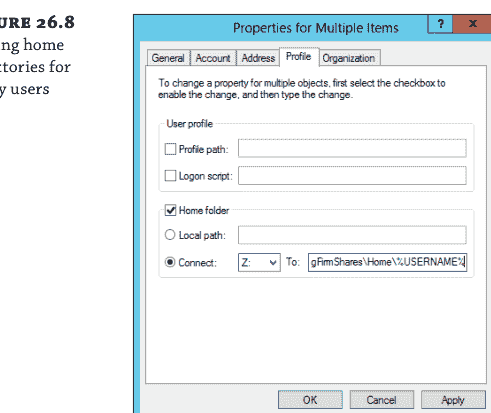 URE 26.8
ng home
ctories for
y users
Properties for Multiple Items
? x
General Account Address Profile Organization
To change a property for multiple objects, first select the checkbox to
enable the change, and then type the change.
User profile
Profile path:
Logon script:
Home folder
Local path:
Connect: Z: To: gFirmShares\Home\%USERNAME%
OK Cancel Apply